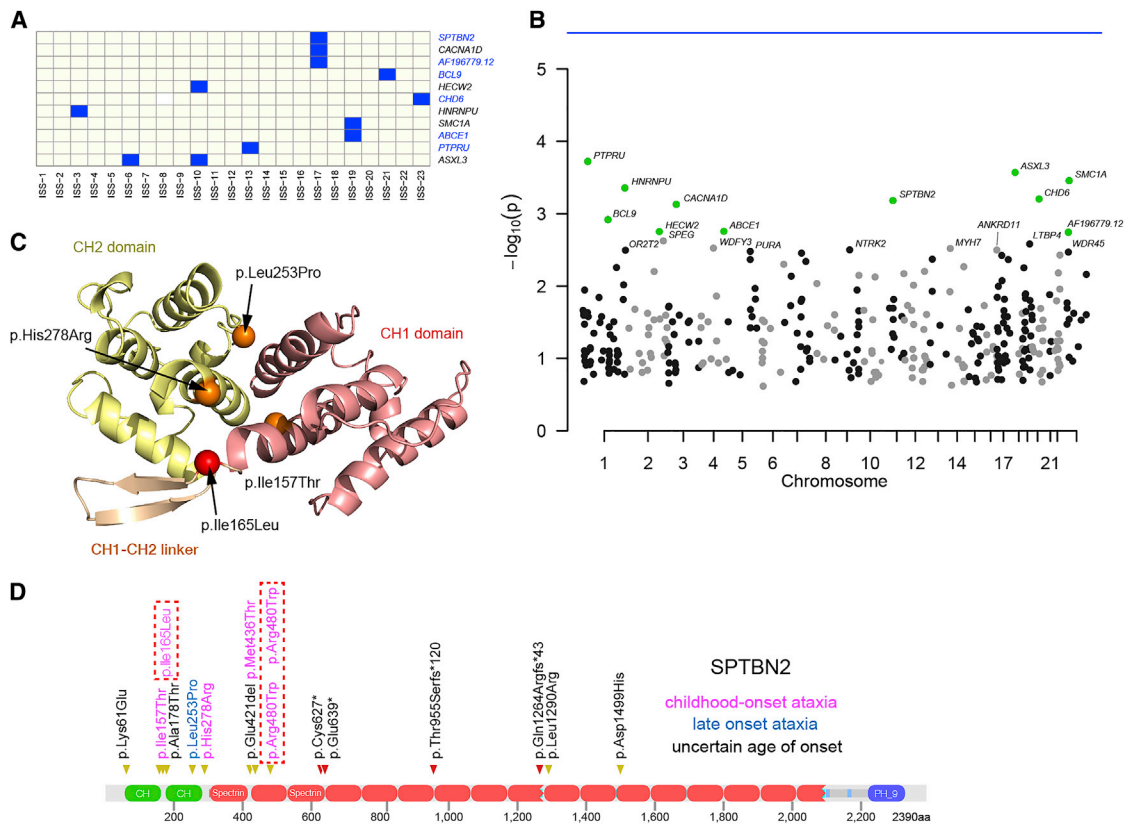 A
SPTBN2
CACNA1D
AF196779.12
BCL9
HECW2
CHD6
HNRNPU
SMC1A
ABCE1
PTPRU
ASXL3
ISS-1
ISS-2
ISS-3
ISS-4
ISS-5
ISS-6
ISS-7
ISS-8
ISS-9
ISS-10
ISS-11
ISS-12
ISS-13
ISS-14
ISS-15
ISS-16
ISS-17
ISS-18
ISS-19
ISS-20
ISS-21
ISS-22
ISS-23
B
−log10(p)
5
4
3
2
1
0
PTPRU
HNRNPU
BCL9
CACNA1D
HECW2
SPEG
OR2T2
ABCE1
WDFY3
PURA
SPTBN2
NTRK2
ASXL3
SMC1A
CHD6
ANKRD11
MYH7
AF196779.12
LTBP4
WDR45
1 2 3 4 5 6 8 10 12 14 17 21
Chromosome
C
CH2 domain
p.Leu253Pro
p.His278Arg
CH1 domain
p.Ile157Thr
p.Ile165Leu
CH1-CH2 linker
D
p.Lys61Glu
p.Ile157Thr
p.Ile165Leu
p.Ala178Thr
p.Leu253Pro
p.His278Arg
p.Glu421del
p.Met436Thr
p.Arg480Trp
p.Arg480Trp
p.Cys627*
p.Glu639*
p.Thr955Serfs*120
p.Gln1264Argfs*43
p.Leu1290Arg
p.Asp1499His
SPTBN2
childhood-onset ataxia
late onset ataxia
uncertain age of onset
CH CH Spectrin Spectrin PH_9
200 400 600 800 1,000 1,200 1,400 1,600 1,800 2,000 2,200 2390aa